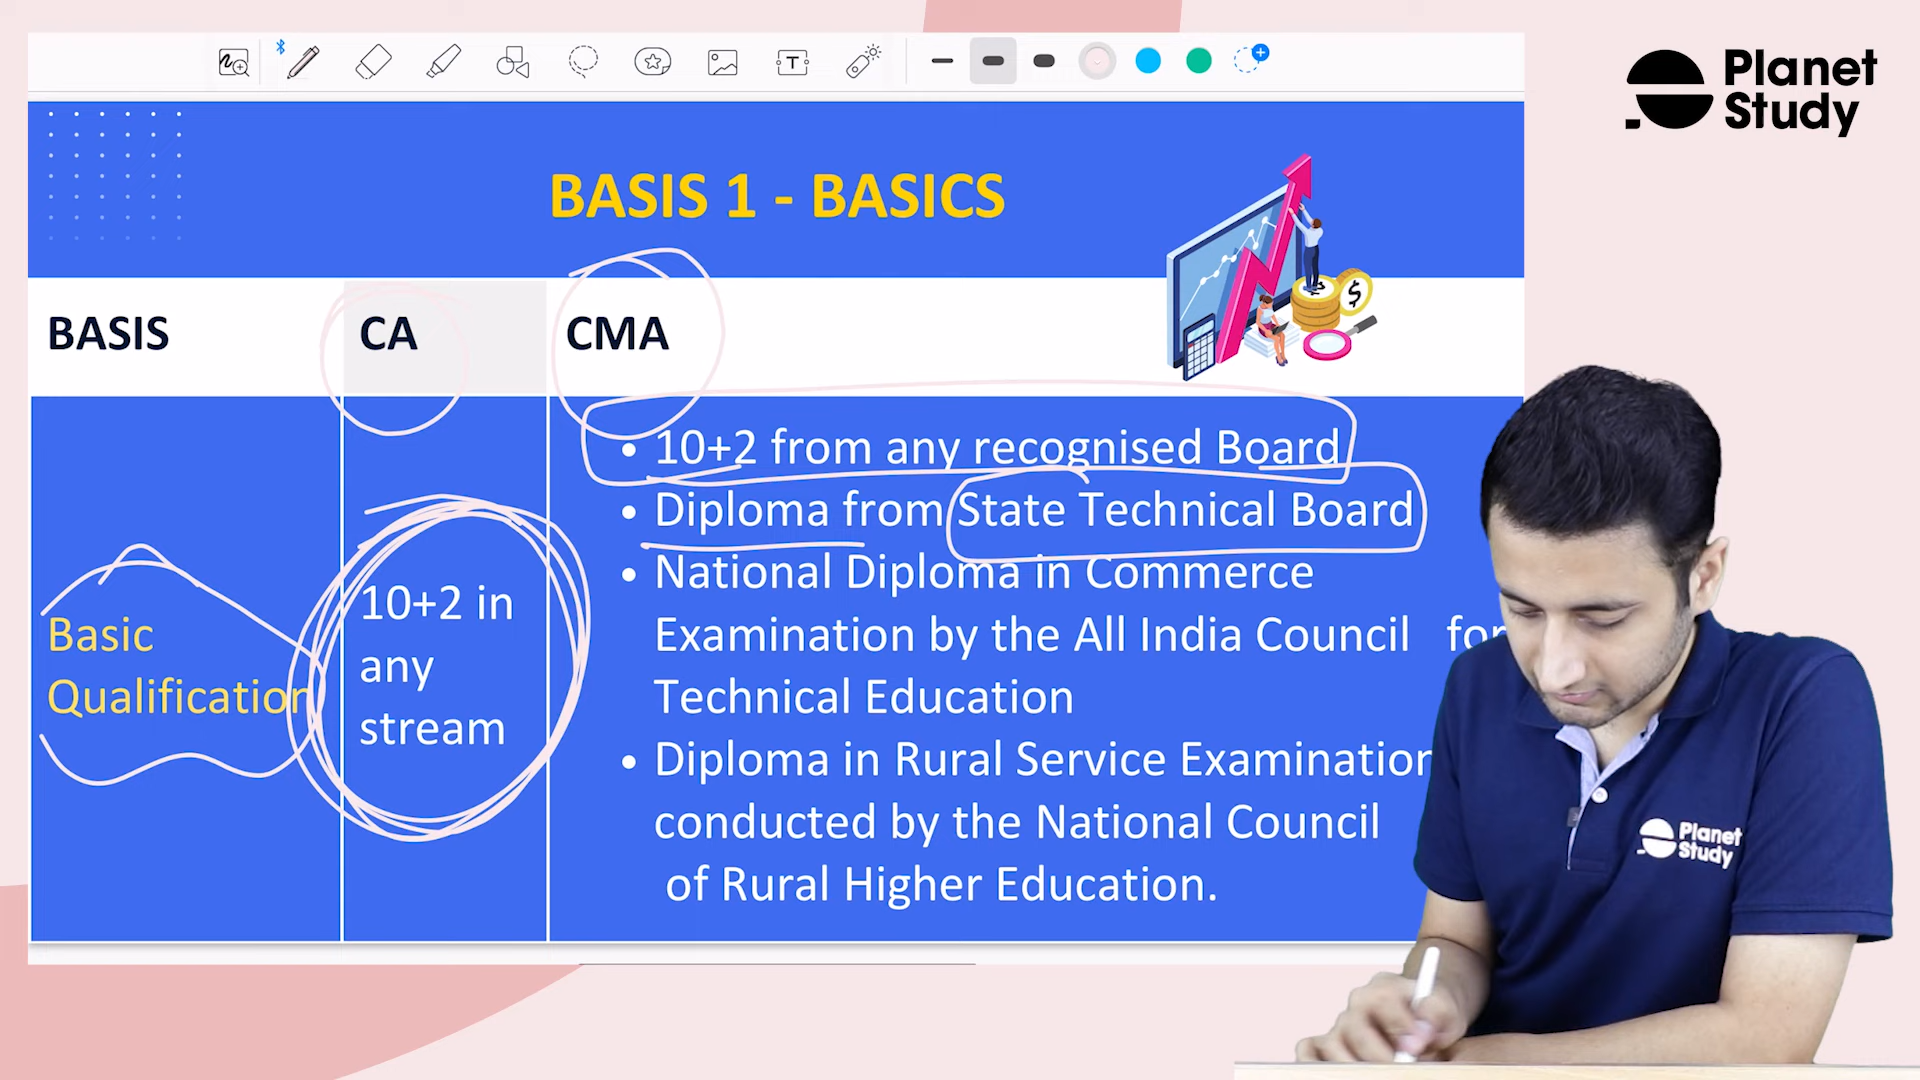 Planet
Study
BASIS 1 - BASICS
BASIS
CA
CMA
Basic
Qualification
10+2 in
any
stream
• 10+2 from any recognised Board
• Diploma from State Technical Board
• National Diploma in Commerce
Examination by the All India Council for
Technical Education
• Diploma in Rural Service Examination
conducted by the National Council
of Rural Higher Education.
Planet
Study